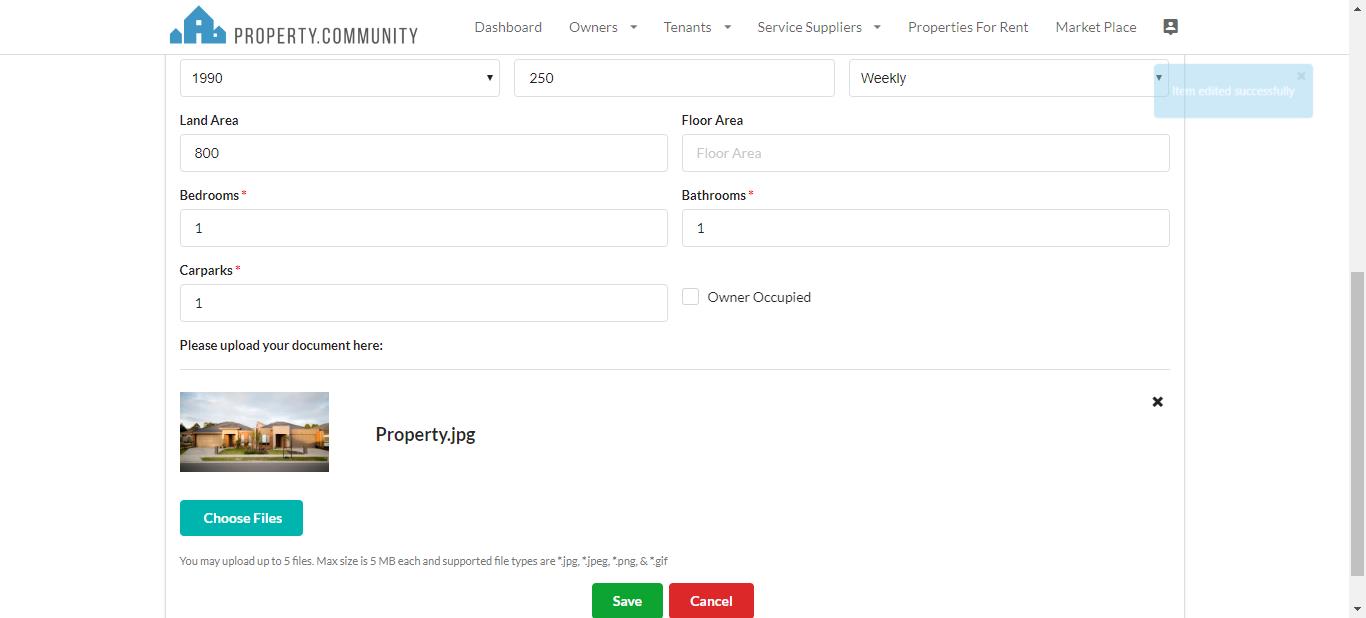 PROPERTY.COMMUNITY Dashboard Owners Tenants Service Suppliers Properties For Rent Market Place
1990 250 Weekly
Item edited successfully
Land Area Floor Area
800 Floor Area
Bedrooms * Bathrooms *
1 1
Carparks *
1 Owner Occupied
Please upload your document here:
Property.jpg
Choose Files
You may upload up to 5 files. Max size is 5 MB each and supported file types are *.jpg, *.jpeg, *.png, & *.gif
Save Cancel